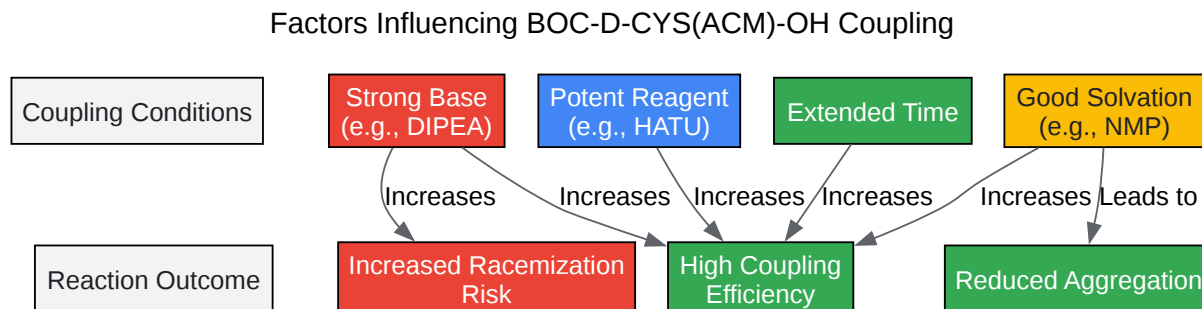 Factors Influencing BOC-D-CYS(ACM)-OH Coupling
Coupling Conditions
Strong Base
(e.g., DIPEA)
Potent Reagent
(e.g., HATU)
Extended Time
Good Solvation
(e.g., NMP)
Increases
Increases
Increases
Increases
Increases
Leads to
Reaction Outcome
Increased Racemization
Risk
High Coupling
Efficiency
Reduced Aggregation